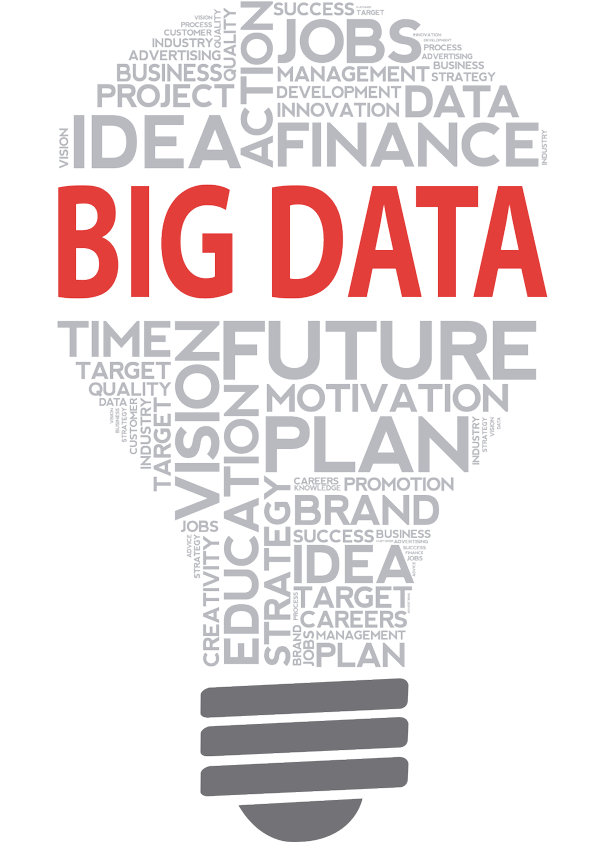 SUCCESS
TARGET
VISION
PROCESS
CUSTOMER
INDUSTRY
ADVERTISING
BUSINESS
PROJECT
QUALITY
QUALITY
ACTION
JOBS
INNOVATION
DEVELOPMENT
PROCESS
ADVERTISING
BUSINESS
STRATEGY
MANAGEMENT
DEVELOPMENT
INNOVATION
DATA
VISION
IDEA
FINANCE
INDUSTRY
BIG DATA
TIME
TARGET
QUALITY
DATA
VISION
BUSINESS
STRATEGY
CUSTOMER
INDUSTRY
TARGET
VISION
FUTURE
MOTIVATION
PLAN
INDUSTRY
STRATEGY
VISION
DATA
EDUCATION
CAREERS
KNOWLEDGE
PROMOTION
BRAND
JOBS
ADVICE
STRATEGY
CREATIVITY
STRATEGY
SUCCESS
BUSINESS
ADVERTISING
IDEA
SUCCESS
FINANCE
JOBS
ADVICE
TARGET
PROCESS
CAREERS
BRAND
JOBS
MANAGEMENT
PLAN